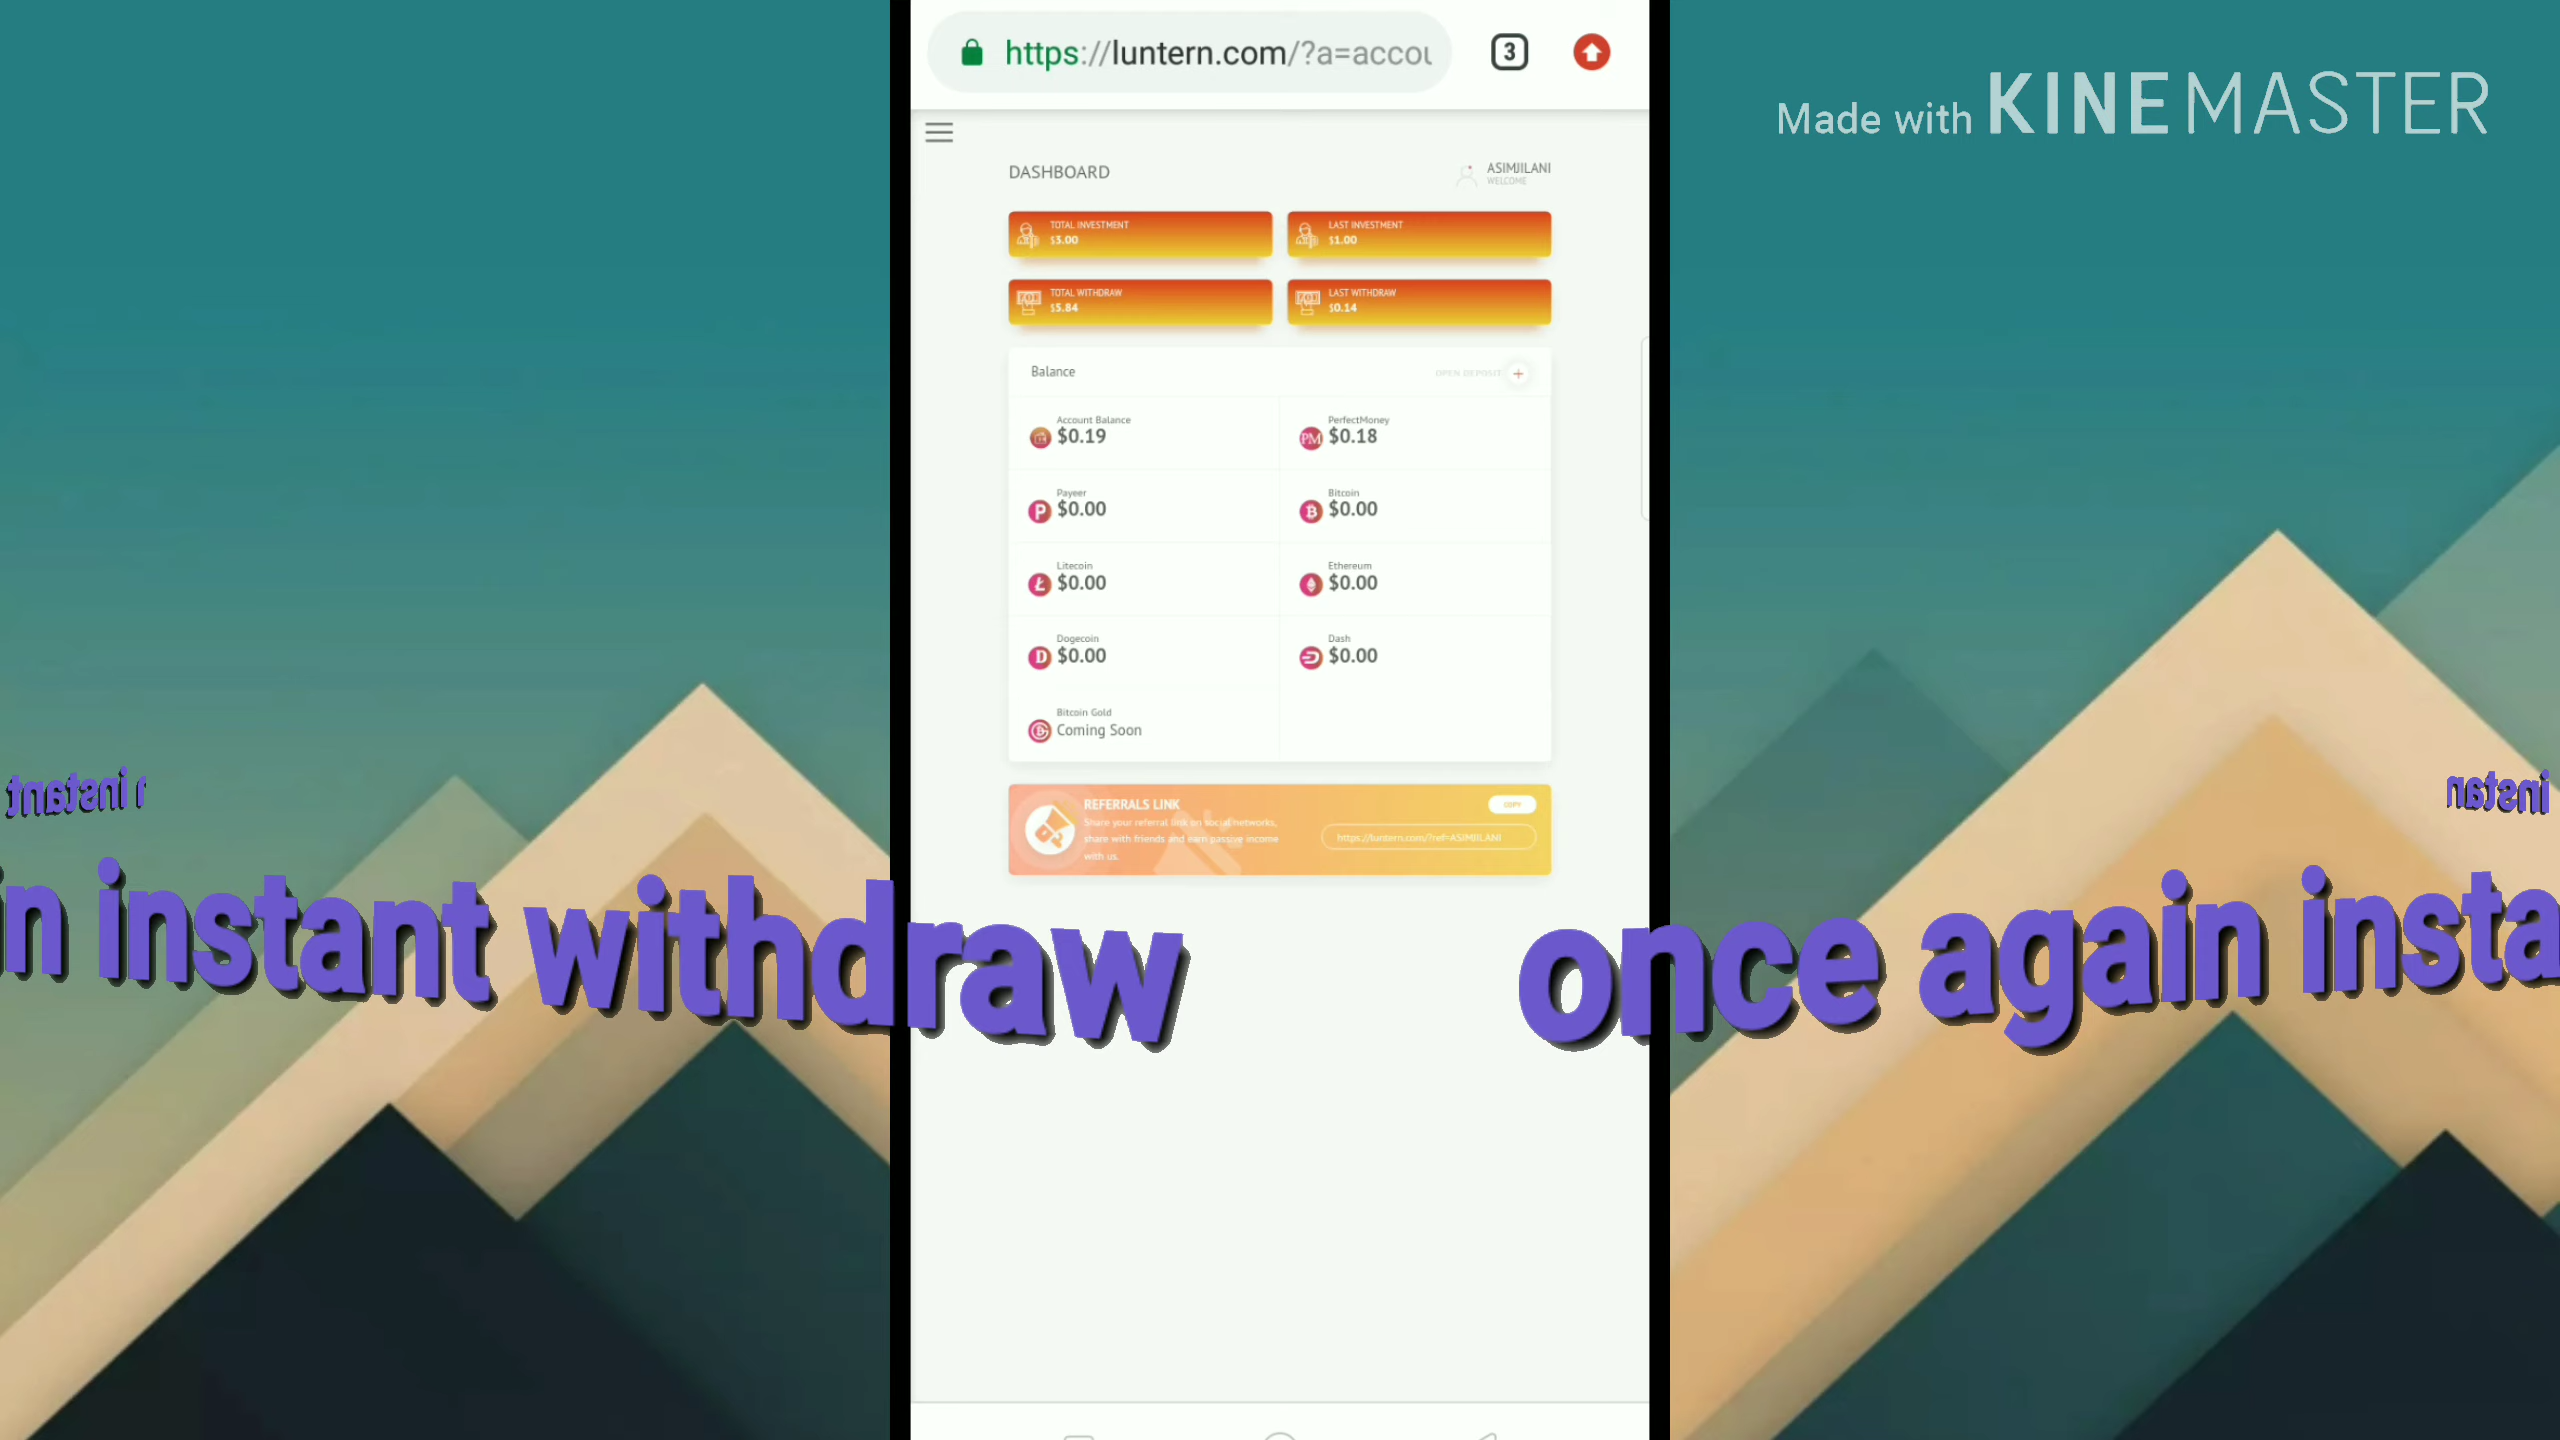 https://luntern.com/?a=accou
3
Made with KINEMASTER
DASHBOARD
ASIMJILANI
WELCOME
TOTAL INVESTMENT
$3.00
LAST INVESTMENT
$1.00
TOTAL WITHDRAW
$5.84
LAST WITHDRAW
$0.14
Balance
OPEN DEPOSIT
Account Balance
$0.19
PerfectMoney
$0.18
Payeer
$0.00
Bitcoin
$0.00
Litecoin
$0.00
Ethereum
$0.00
Dogecoin
$0.00
Dash
$0.00
Bitcoin Gold
Coming Soon
REFERRALS LINK
Share your referral link on social networks,
share with friends and earn passive income
with us.
COPY
https://luntern.com/?ref=ASIMJILANI
instant
instan
n instant withdraw
once again insta